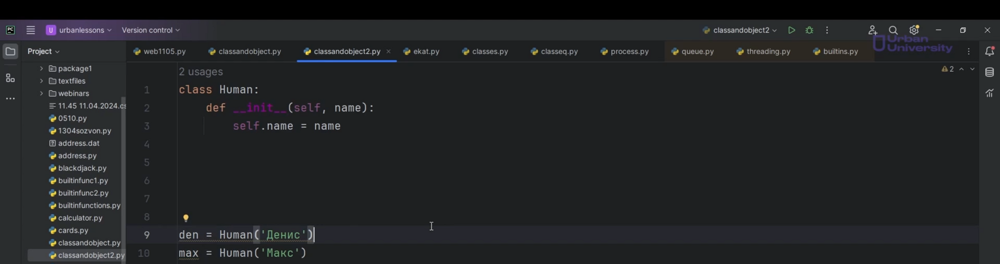 PC U urbanlessons Version control classandobject2
Urban University
Project web1105.py classandobject.py classandobject2.py ekat.py classes.py classeq.py process.py queue.py threading.py builtins.py
package1
textfiles
webinars
11.45 11.04.2024.cs
0510.py
1304sozvon.py
address.dat
address.py
blackdjack.py
builtinfunc1.py
builtinfunc2.py
builtinfunctions.py
calculator.py
cards.py
classandobject.py
classandobject2.py
2 usages
2
1 class Human:
2 def __init__(self, name):
3 self.name = name
4
5
6
7
8
9 den = Human('Денис')
10 max = Human('Макс')